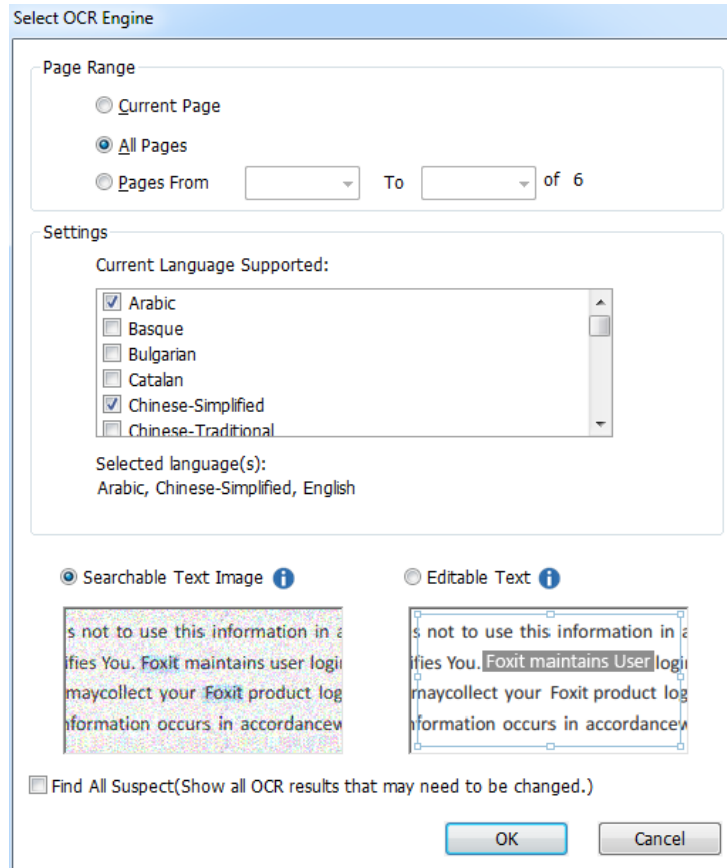 Select OCR Engine
Page Range
Current Page
All Pages
Pages From To of 6
Settings
Current Language Supported:
Arabic
Basque
Bulgarian
Catalan
Chinese-Simplified
Chinese-Traditional
Selected language(s):
Arabic, Chinese-Simplified, English
Searchable Text Image Editable Text
s not to use this information in a
ifies You. Foxit maintains user logi
maycollect your Foxit product log
nformation occurs in accordancew
s not to use this information in a
ifies You. Foxit maintains User logi
maycollect your Foxit product log
nformation occurs in accordancew
Find All Suspect(Show all OCR results that may need to be changed.)
OK Cancel